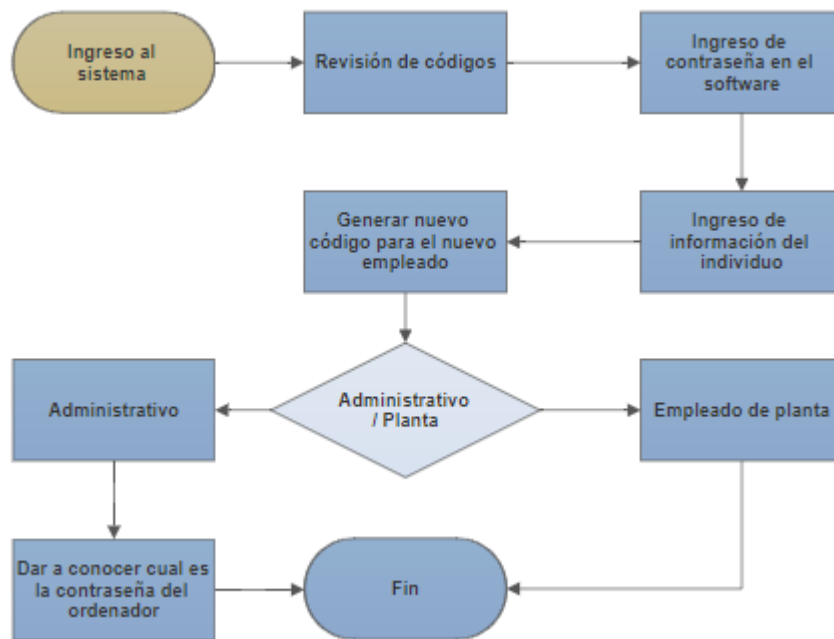 Ingreso al
sistema
Revisión de códigos
Ingreso de
contraseña en el
software
Generar nuevo
código para el nuevo
empleado
Ingreso de
información del
individuo
Administrativo
Administrativo
/ Planta
Empleado de planta
Dar a conocer cual es
la contraseña del
ordenador
Fin